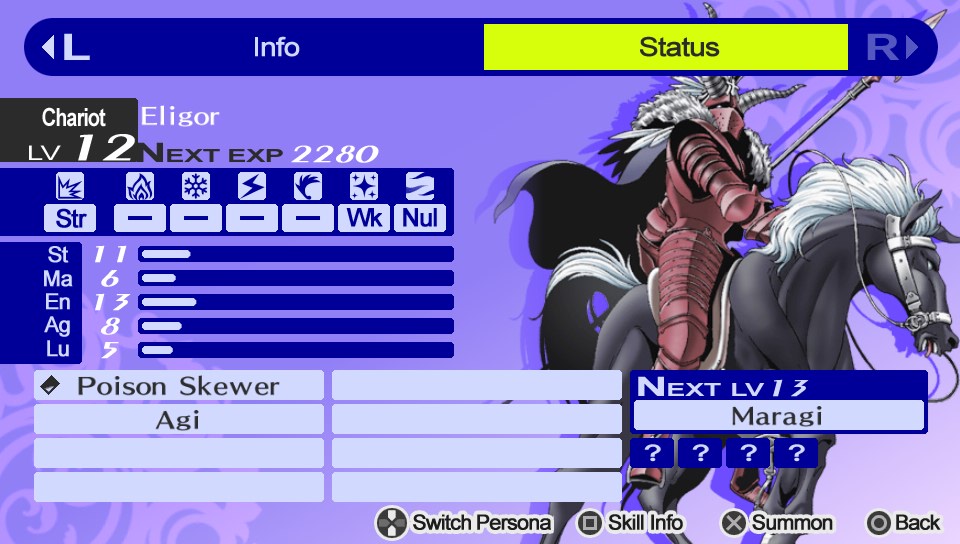 L Info Status R
Chariot Eligor
LV 12 NEXT EXP 2280
Str — — — — Wk Nul
St 11
Ma 6
En 13
Ag 8
Lu 5
Poison Skewer
Agi
NEXT LV 13
Maragi
? ? ? ?
Switch Persona Skill Info Summon Back